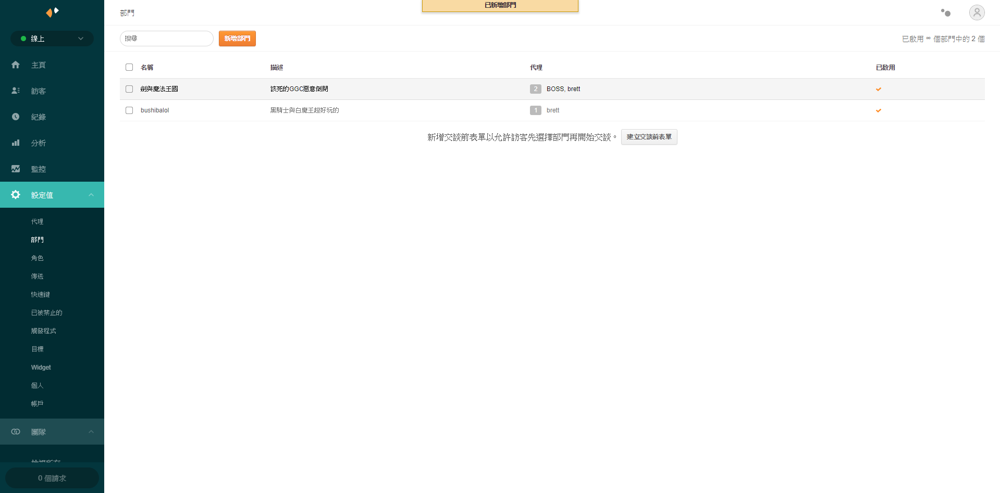 已新增部門
部門
線上
搜尋
新增部門
已啟用 ∞ 個部門中的 2 個
主頁
訪客
紀錄
分析
監控
設定值
代理
部門
角色
傳送
快速鍵
已被禁止的
觸發程式
目標
Widget
個人
帳戶
團隊
檢視所有
0 個請求
名稱 描述 代理 已啟用
劍與魔法王國 該死的GGC惡意倒閉 2 BOSS, brett
bushibalol 黑騎士與白魔王超好玩的 1 brett
新增交談前表單以允許訪客先選擇部門再開始交談。 建立交談前表單